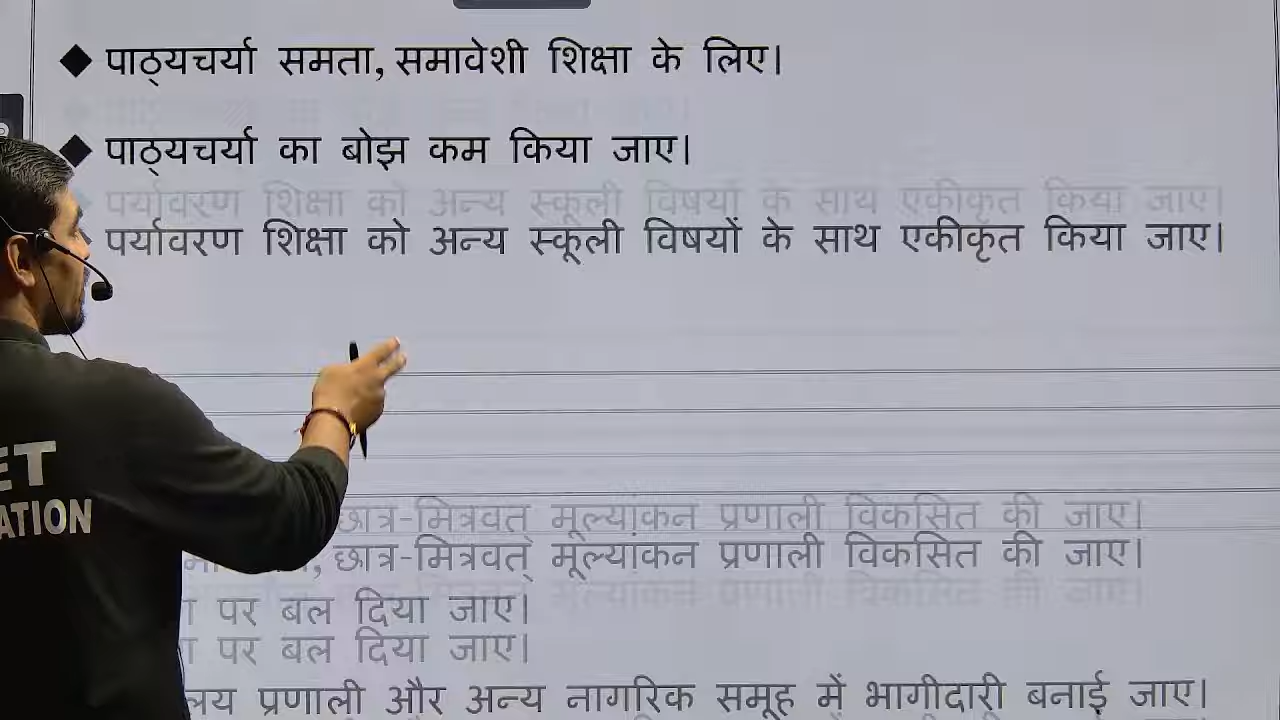 ◆ पाठ्यचर्या समता, समावेशी शिक्षा के लिए।
◆ पाठ्यचर्या का बोझ कम किया जाए।
पर्यावरण शिक्षा को अन्य स्कूली विषयों के साथ एकीकृत किया जाए।
पर्यावरण शिक्षा को अन्य स्कूली विषयों के साथ एकीकृत किया जाए।
ET
ATION
छात्र-मित्रवत् मूल्यांकन प्रणाली विकसित की जाए।
छात्र-मित्रवत् मूल्यांकन प्रणाली विकसित की जाए।
पर बल दिया जाए।
पर बल दिया जाए।
प्रणाली और अन्य नागरिक समूह में भागीदारी बनाई जाए।